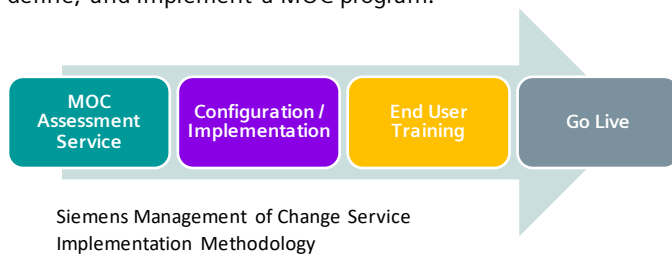 define, and implement a MOC program.
MOC
Assessment
Service
Configuration /
Implementation
End User
Training
Go Live
Siemens Management of Change Service
Implementation Methodology